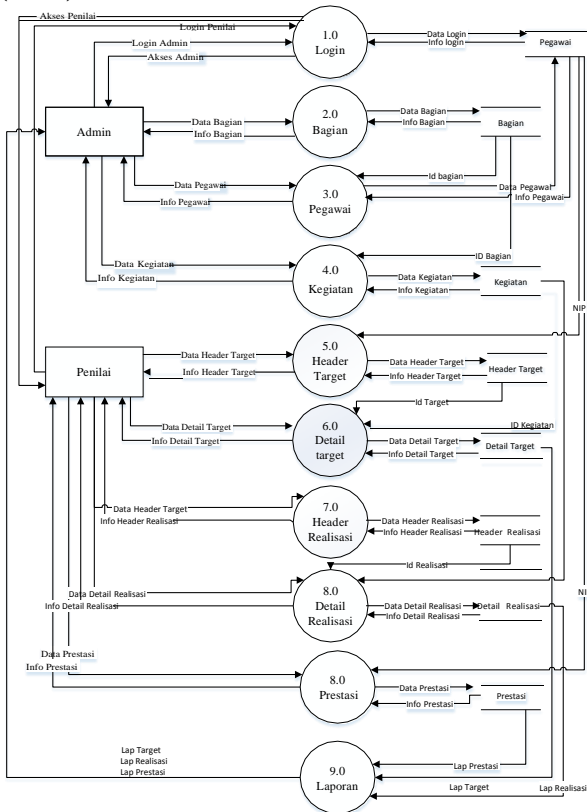 Akses Penilai
Login Penilai
Login Admin
Akses Admin
1.0
Login
Data Login
Info login
Pegawai
Admin
Data Bagian
Info Bagian
2.0
Bagian
Data Bagian
Info Bagian
Bagian
Data Pegawai
Info Pegawai
3.0
Pegawai
Id bagian
Data Pegawai
Info Pegawai
Data Kegiatan
Info Kegiatan
4.0
Kegiatan
ID Bagian
Data Kegiatan
Info Kegiatan
Kegiatan
NIP
Penilai
Data Header Target
Info Header Target
5.0
Header
Target
Data Header Target
Info Header Target
Header Target
Id Target
Data Detail Target
Info Detail Target
6.0
Detail
target
ID Kegiatan
Data Detail Target
Info Detail Target
Detail Target
Data Header Target
Info Header Realisasi
7.0
Header
Realisasi
Data Header Realisasi
Info Header Realisasi
Header Realisasi
Id Realisasi
Data Detail Realisasi
Info Detail Realisasi
8.0
Detail
Realisasi
Data Detail Realisasi
Info Detail Realisasi
Detail Realisasi
NI
Data Prestasi
Info Prestasi
8.0
Prestasi
Data Prestasi
Info Prestasi
Prestasi
Lap Target
Lap Realisasi
Lap Prestasi
9.0
Laporan
Lap Prestasi
Lap Target
Lap Realisasi